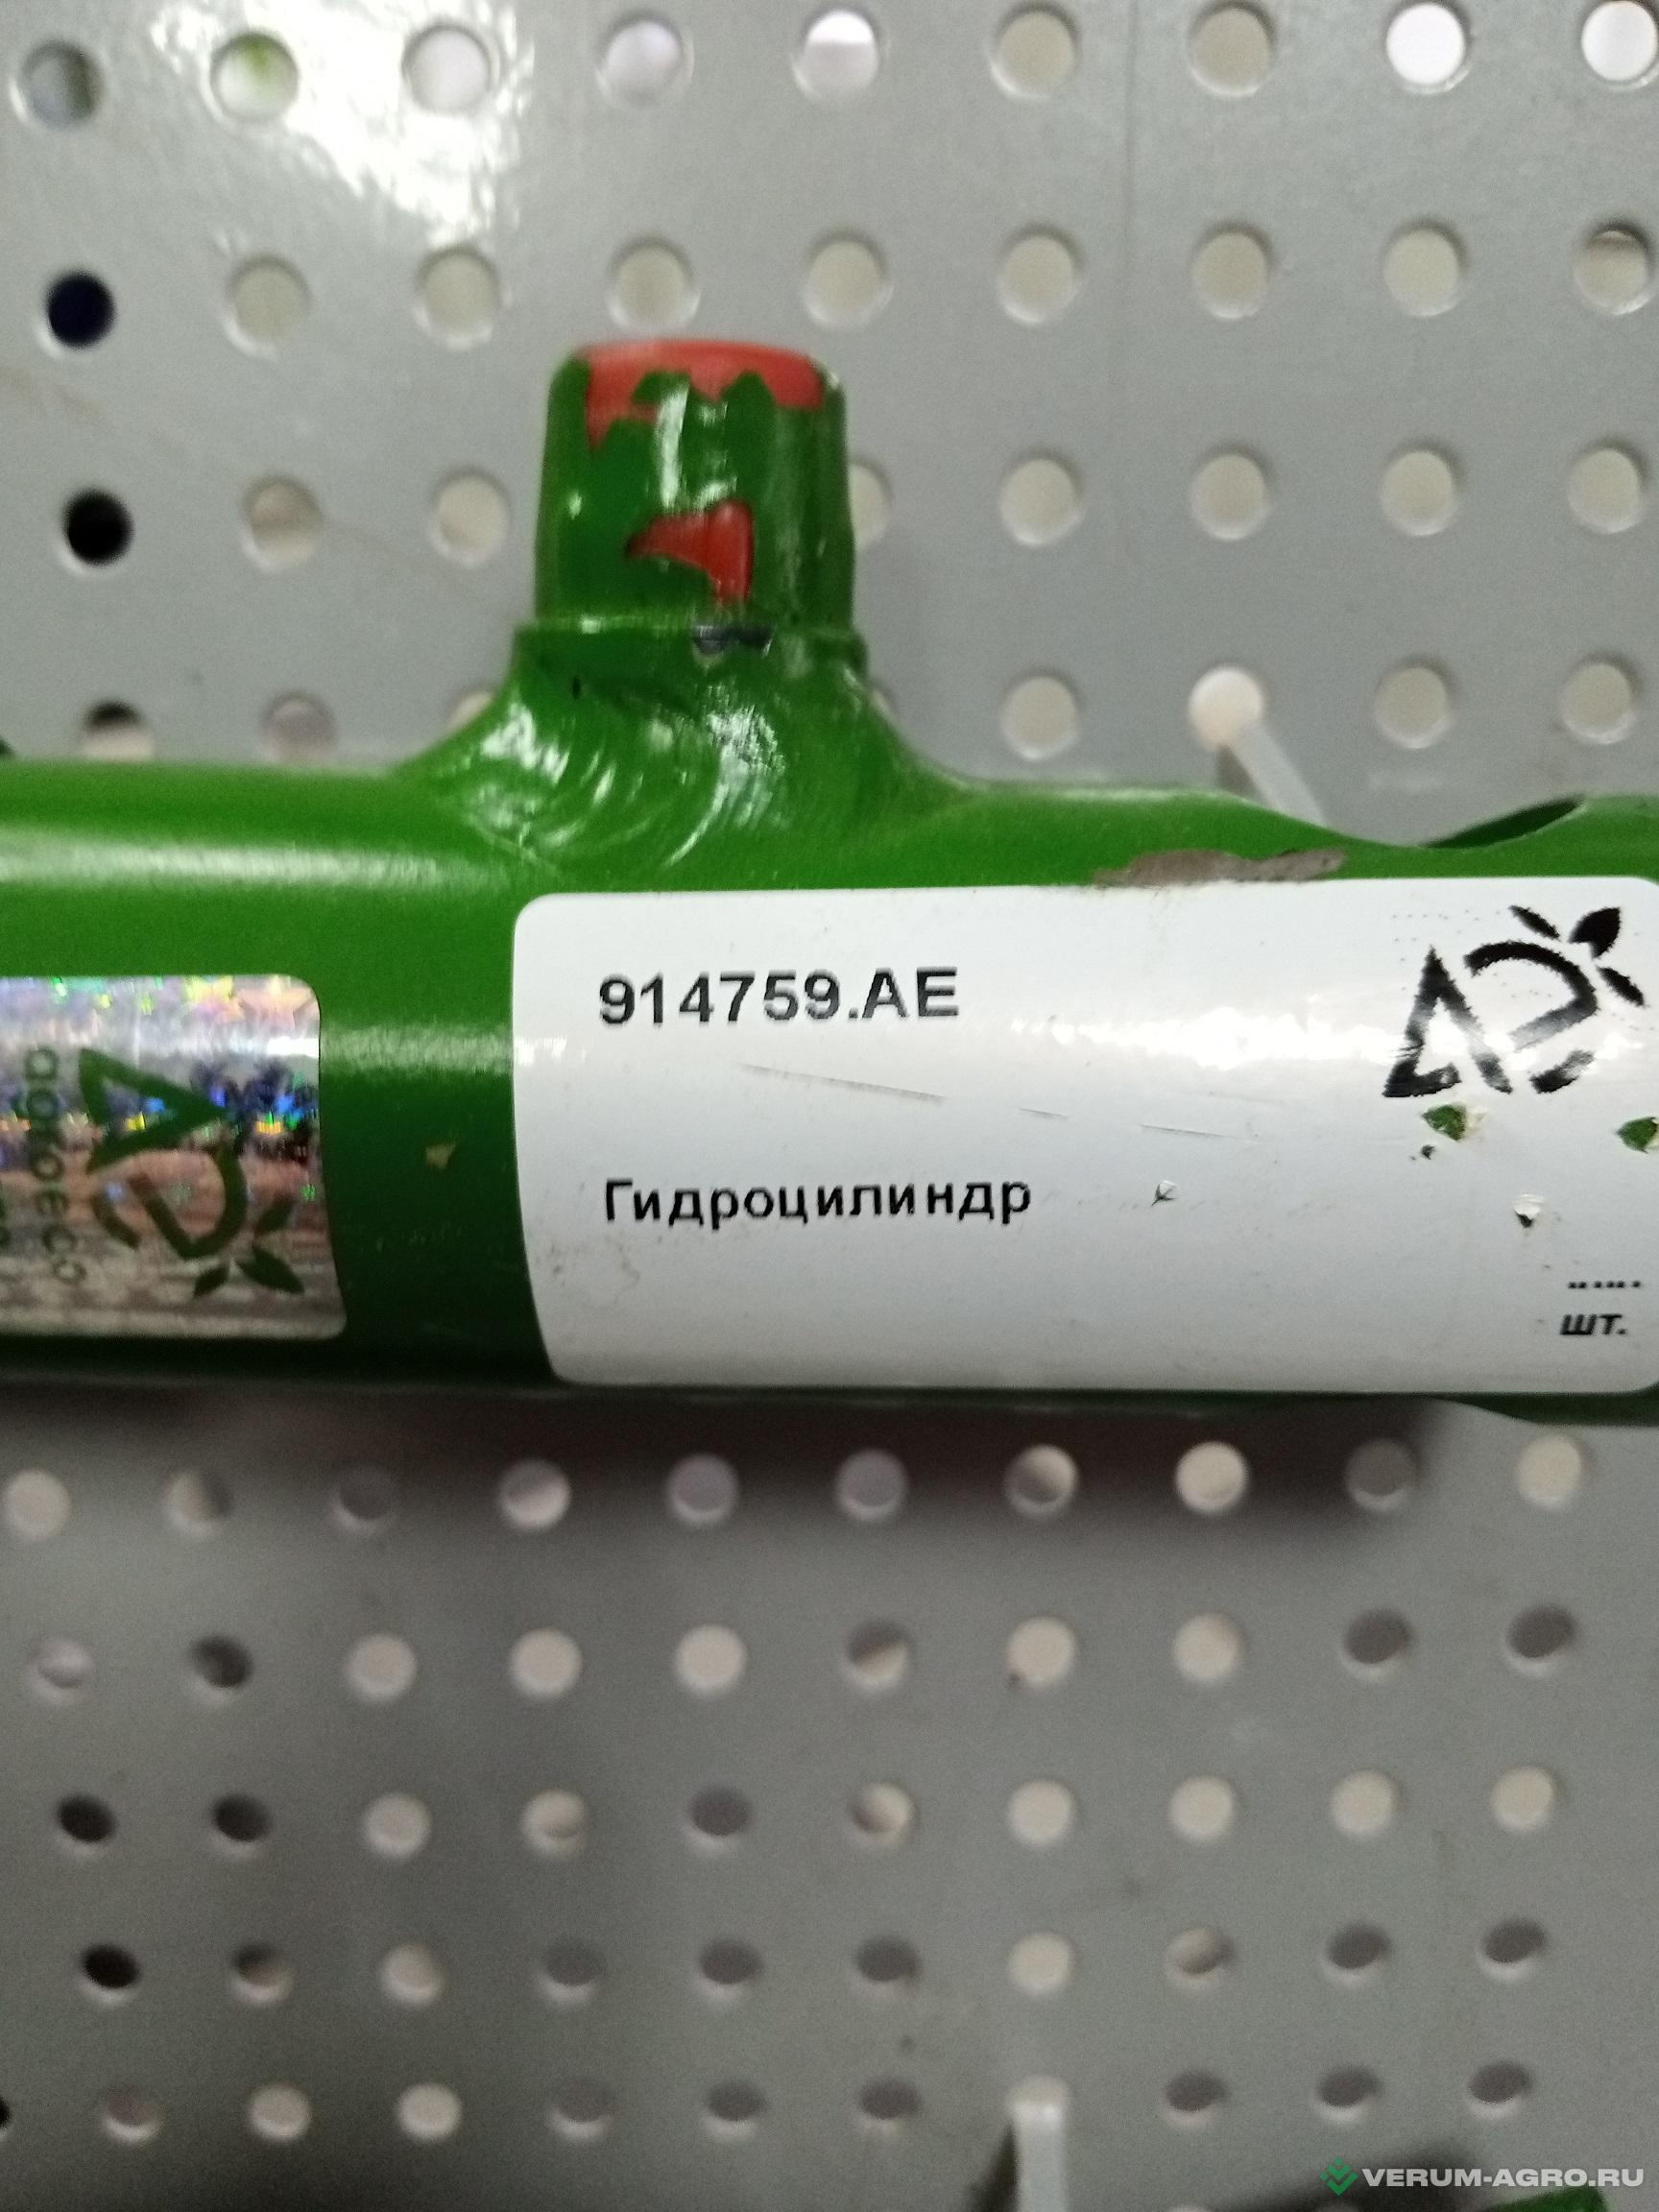 914759.AE
Гидроцилиндр
шт.
VERUM-AGRO.RU